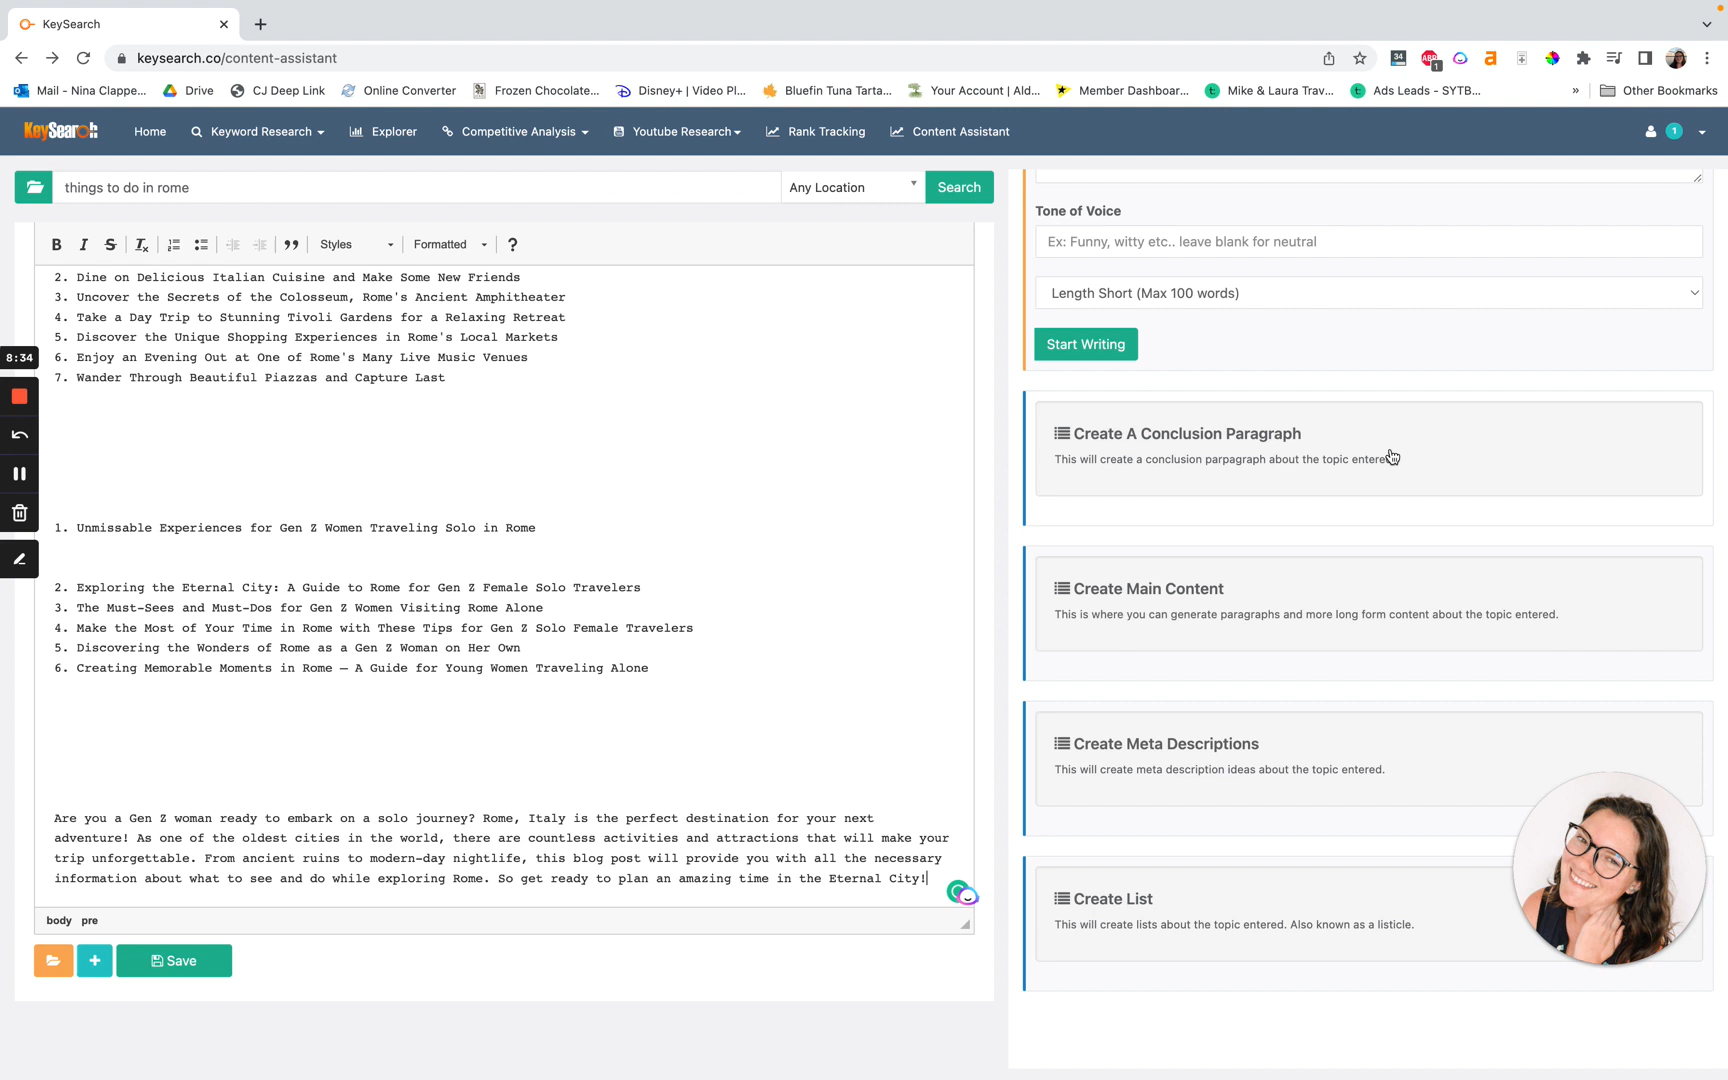 KeySearch
keysearch.co/content-assistant
34
ABP
1
Mail - Nina Clappe...
Drive
CJ Deep Link
Online Converter
Frozen Chocolate...
Disney+ | Video Pl...
Bluefin Tuna Tarta...
Your Account | Ald...
Member Dashboar...
Mike & Laura Trav...
Ads Leads - SYTB...
»
Other Bookmarks
KeySearch
Home
Keyword Research
Explorer
Competitive Analysis
Youtube Research
Rank Tracking
Content Assistant
1
things to do in rome
Any Location
Search
B I S Tx
Styles
Formatted
?
2. Dine on Delicious Italian Cuisine and Make Some New Friends
3. Uncover the Secrets of the Colosseum, Rome's Ancient Amphitheater
4. Take a Day Trip to Stunning Tivoli Gardens for a Relaxing Retreat
5. Discover the Unique Shopping Experiences in Rome's Local Markets
6. Enjoy an Evening Out at One of Rome's Many Live Music Venues
7. Wander Through Beautiful Piazzas and Capture Last
8:34
1. Unmissable Experiences for Gen Z Women Traveling Solo in Rome
2. Exploring the Eternal City: A Guide to Rome for Gen Z Female Solo Travelers
3. The Must-Sees and Must-Dos for Gen Z Women Visiting Rome Alone
4. Make the Most of Your Time in Rome with These Tips for Gen Z Solo Female Travelers
5. Discovering the Wonders of Rome as a Gen Z Woman on Her Own
6. Creating Memorable Moments in Rome – A Guide for Young Women Traveling Alone
Are you a Gen Z woman ready to embark on a solo journey? Rome, Italy is the perfect destination for your next
adventure! As one of the oldest cities in the world, there are countless activities and attractions that will make your
trip unforgettable. From ancient ruins to modern-day nightlife, this blog post will provide you with all the necessary
information about what to see and do while exploring Rome. So get ready to plan an amazing time in the Eternal City!
body pre
Save
Tone of Voice
Ex: Funny, witty etc.. leave blank for neutral
Length Short (Max 100 words)
Start Writing
Create A Conclusion Paragraph
This will create a conclusion parpagraph about the topic entere
Create Main Content
This is where you can generate paragraphs and more long form content about the topic entered.
Create Meta Descriptions
This will create meta description ideas about the topic entered.
Create List
This will create lists about the topic entered. Also known as a listicle.